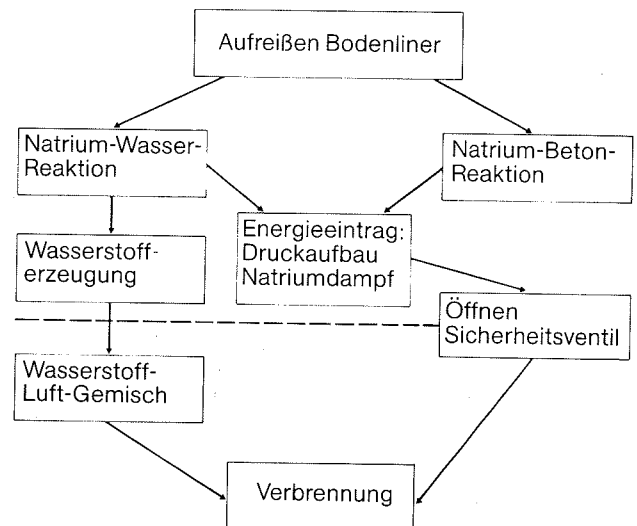 Aufreißen Bodenliner
Natrium-Wasser-
Reaktion
Natrium-Beton-
Reaktion
Wasserstoff-
erzeugung
Energieeintrag:
Druckaufbau
Natriumdampf
Öffnen
Sicherheitsventil
Wasserstoff-
Luft-Gemisch
Verbrennung